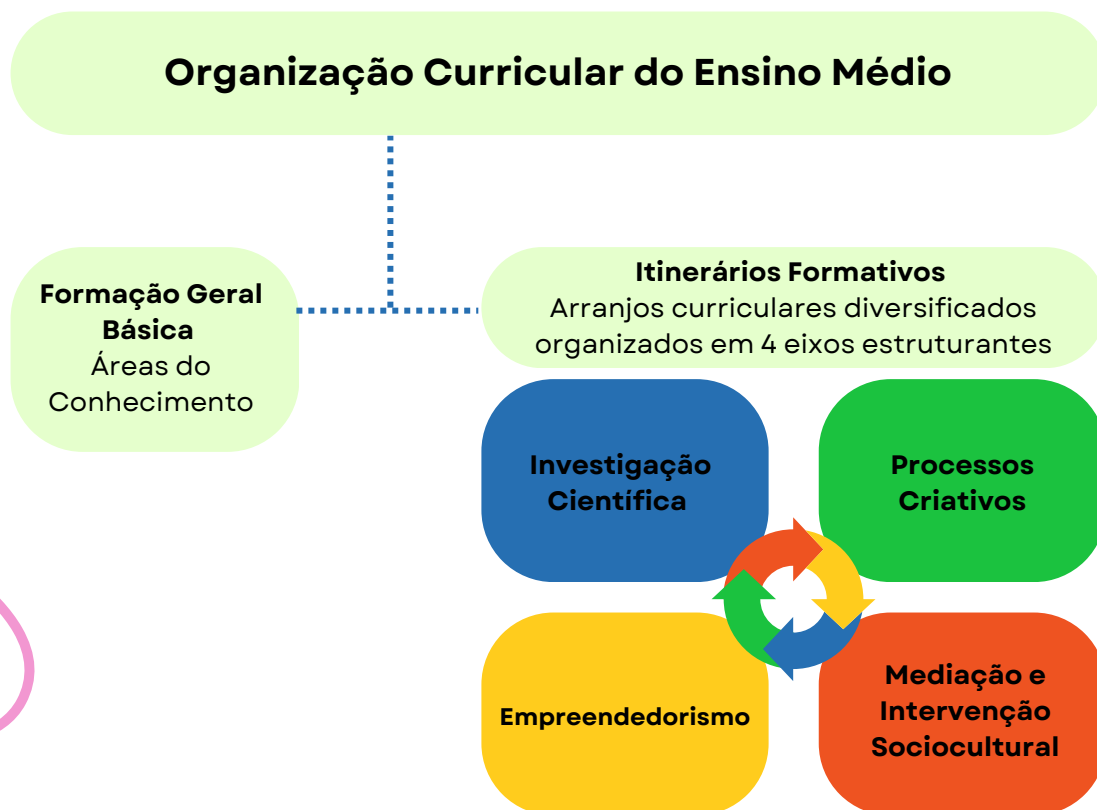 Organização Curricular do Ensino Médio
Formação Geral
Básica
Áreas do
Conhecimento
Itinerários Formativos
Arranjos curriculares diversificados
organizados em 4 eixos estruturantes
Investigação
Científica
Processos
Criativos
Empreendedorismo
Mediação e
Intervenção
Sociocultural